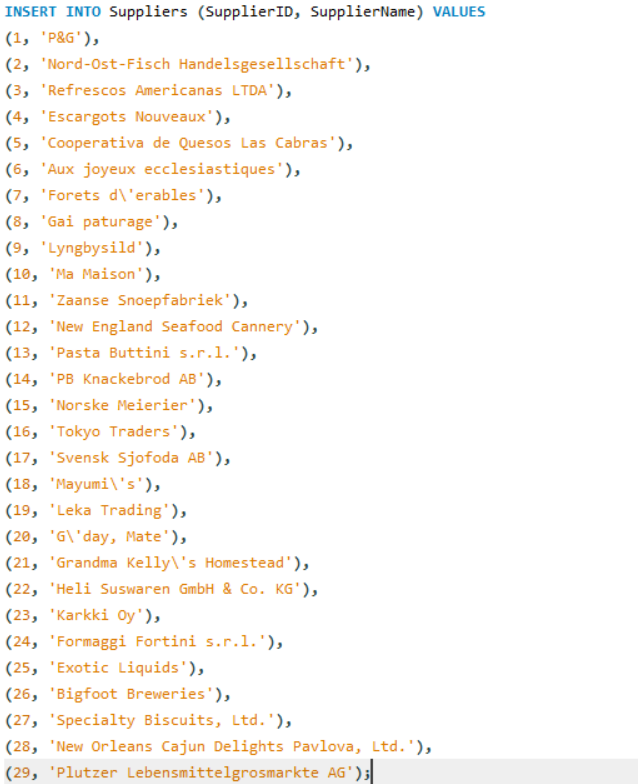 INSERT INTO Suppliers (SupplierID, SupplierName) VALUES
(1, 'P&G'),
(2, 'Nord-Ost-Fisch Handelsgesellschaft'),
(3, 'Refrescos Americanas LTDA'),
(4, 'Escargots Nouveaux'),
(5, 'Cooperativa de Quesos Las Cabras'),
(6, 'Aux joyeux ecclesiastiques'),
(7, 'Forets d\'erables'),
(8, 'Gai paturage'),
(9, 'Lyngbysild'),
(10, 'Ma Maison'),
(11, 'Zaanse Snoepfabriek'),
(12, 'New England Seafood Cannery'),
(13, 'Pasta Buttini s.r.l.'),
(14, 'PB Knackebrod AB'),
(15, 'Norske Meierier'),
(16, 'Tokyo Traders'),
(17, 'Svensk Sjofoda AB'),
(18, 'Mayumi\'s'),
(19, 'Leka Trading'),
(20, 'G\'day, Mate'),
(21, 'Grandma Kelly\'s Homestead'),
(22, 'Heli Suswaren GmbH & Co. KG'),
(23, 'Karkki Oy'),
(24, 'Formaggi Fortini s.r.l.'),
(25, 'Exotic Liquids'),
(26, 'Bigfoot Breweries'),
(27, 'Specialty Biscuits, Ltd.'),
(28, 'New Orleans Cajun Delights Pavlova, Ltd.'),
(29, 'Plutzer Lebensmittelgrosmarkte AG');